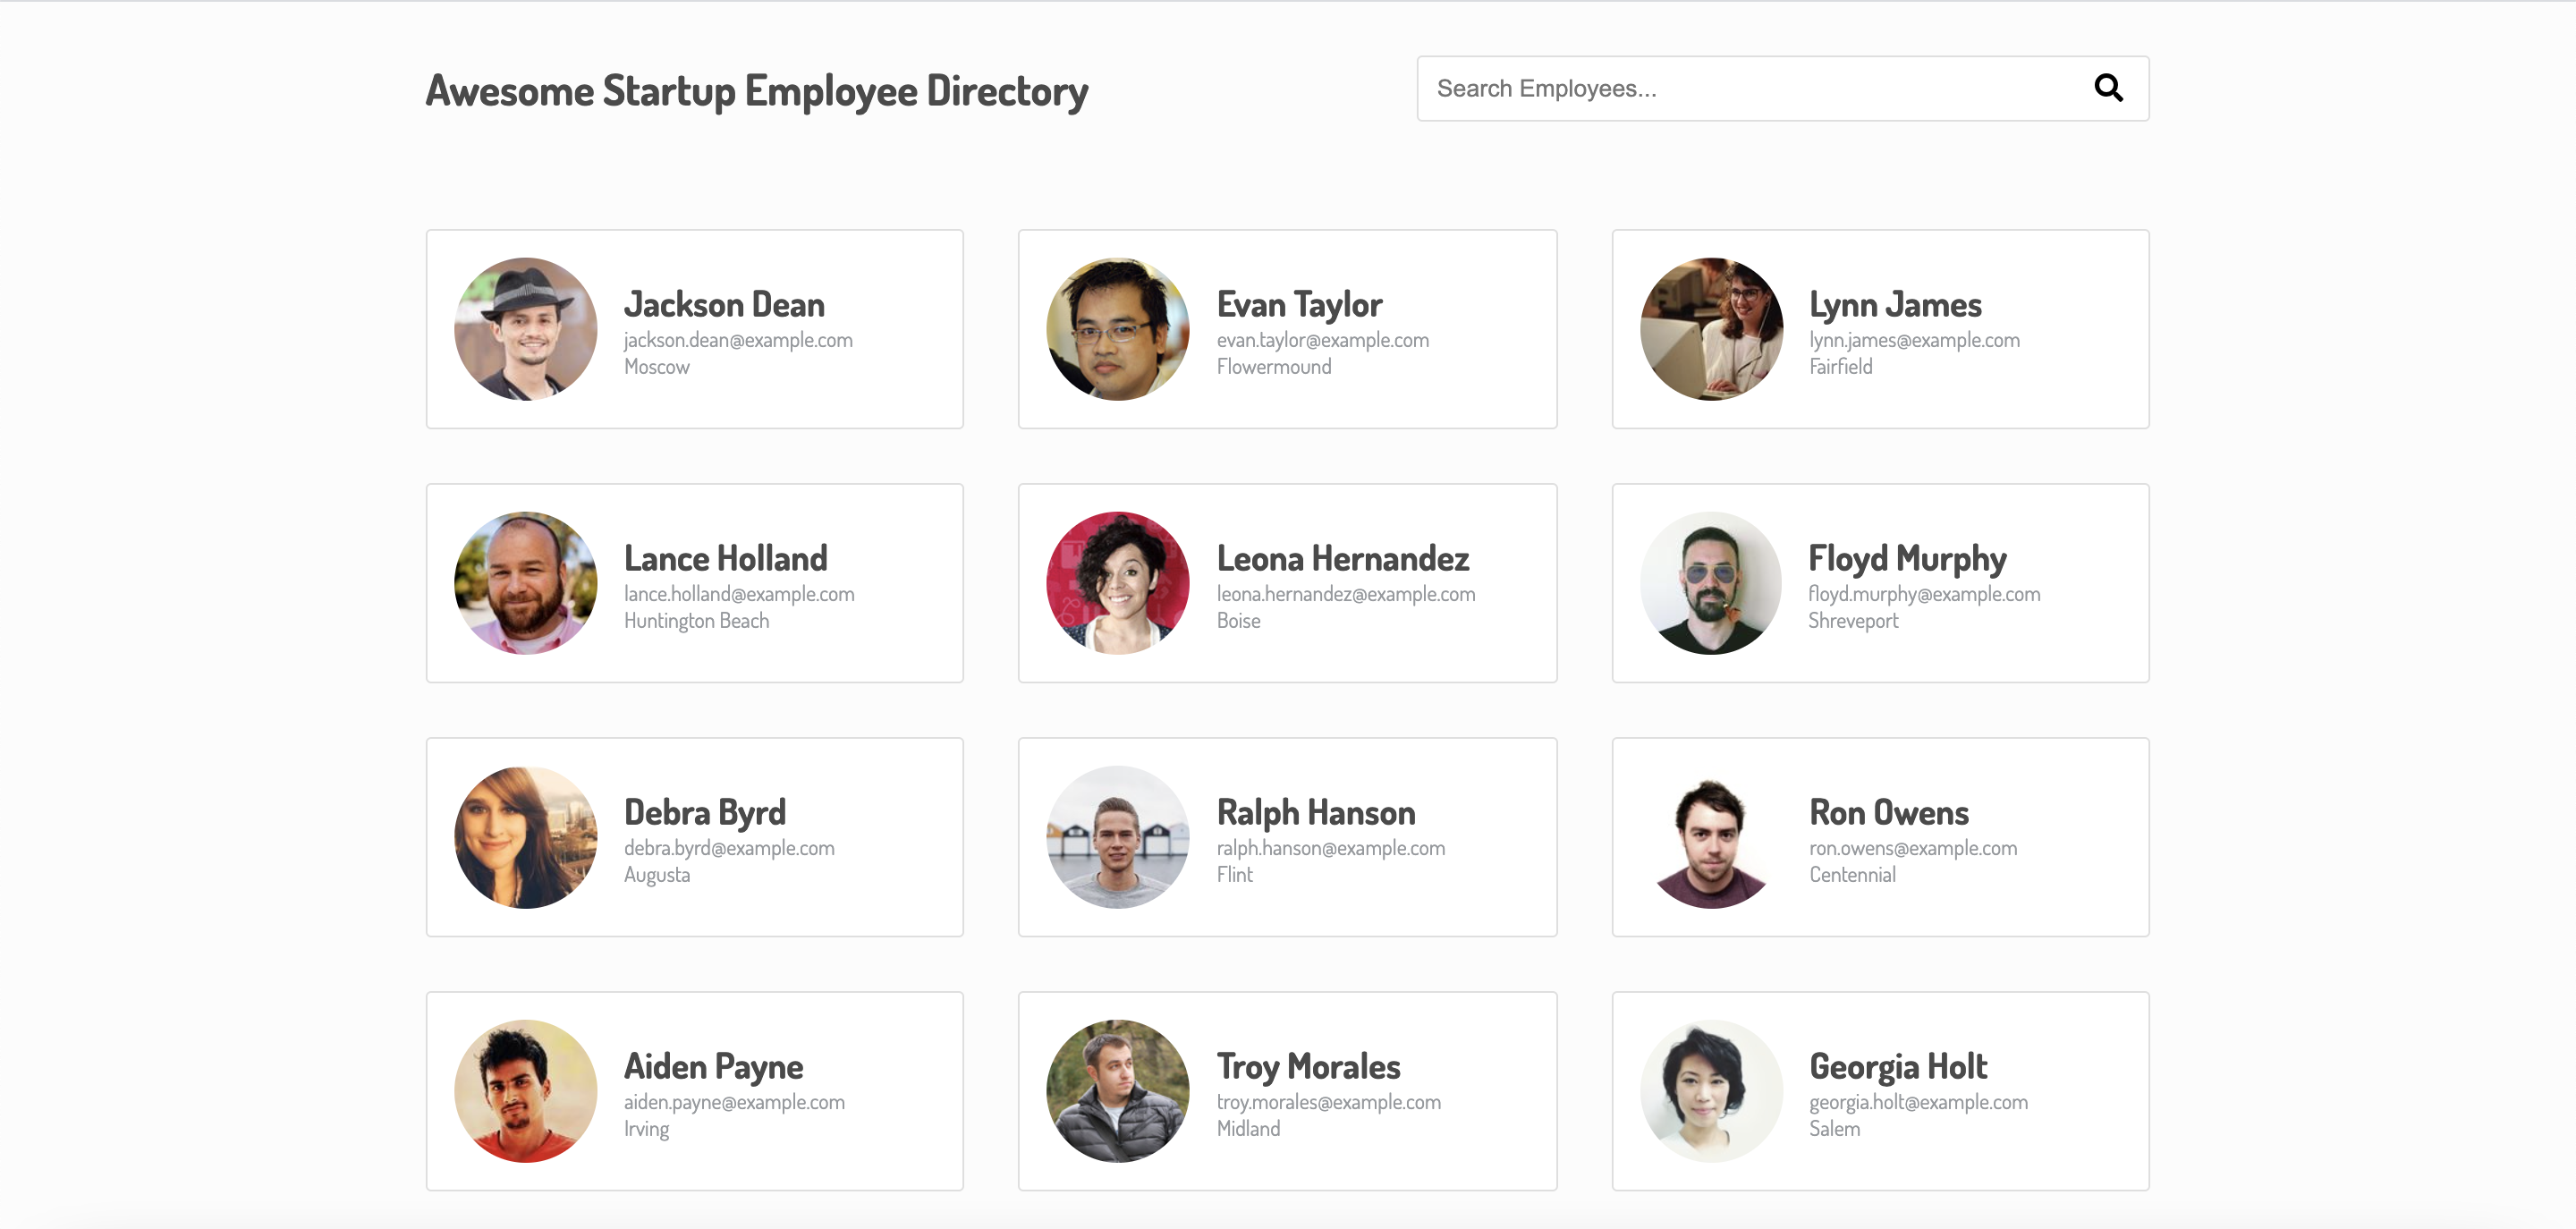 Awesome Startup Employee Directory
Search Employees...
Jackson Dean
jackson.dean@example.com
Moscow
Evan Taylor
evan.taylor@example.com
Flowermound
Lynn James
lynn.james@example.com
Fairfield
Lance Holland
lance.holland@example.com
Huntington Beach
Leona Hernandez
leona.hernandez@example.com
Boise
Floyd Murphy
floyd.murphy@example.com
Shreveport
Debra Byrd
debra.byrd@example.com
Augusta
Ralph Hanson
ralph.hanson@example.com
Flint
Ron Owens
ron.owens@example.com
Centennial
Aiden Payne
aiden.payne@example.com
Irving
Troy Morales
troy.morales@example.com
Midland
Georgia Holt
georgia.holt@example.com
Salem